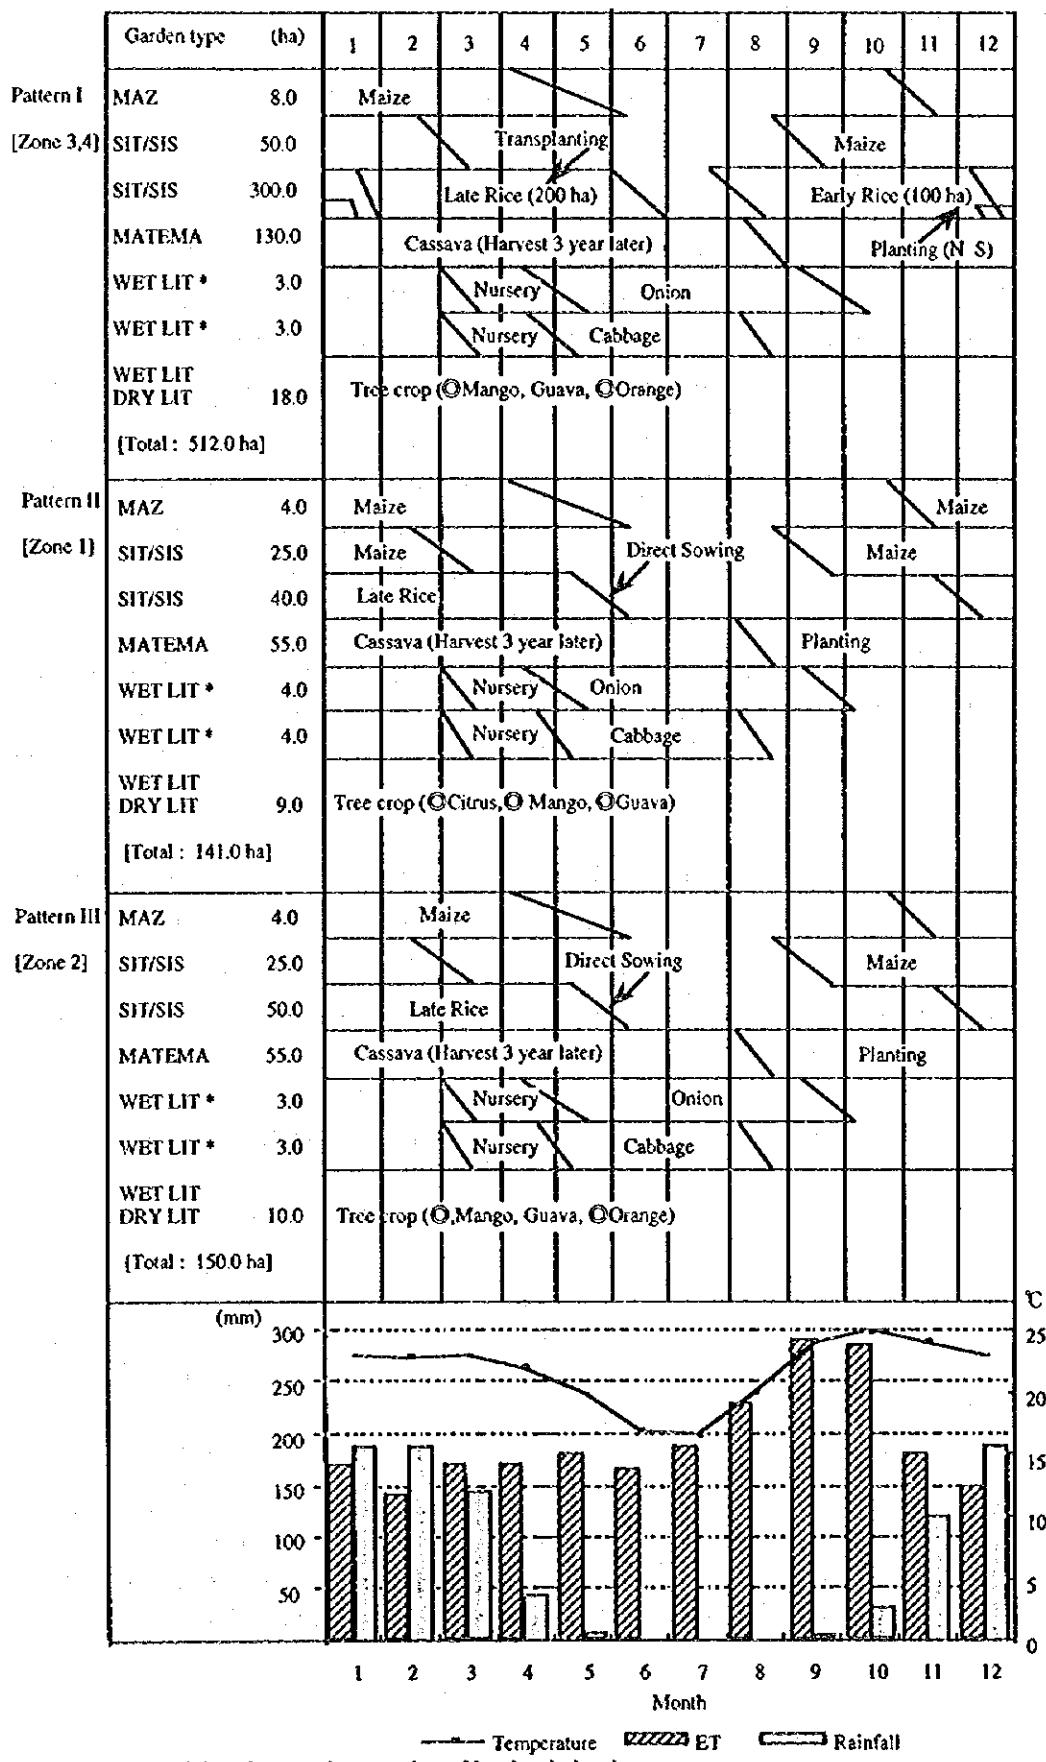 Garden type (ha) 1 2 3 4 5 6 7 8 9 10 11 12
Pattern I MAZ 8.0 Maize
[Zone 3,4] SIT/SIS 50.0 Transplanting Maize
SIT/SIS 300.0 Late Rice (200 ha) Early Rice (100 ha)
MATEMA 130.0 Cassava (Harvest 3 year later) Planting (N S)
WET LIT * 3.0 Nursery Onion
WET LIT * 3.0 Nursery Cabbage
WET LIT
DRY LIT 18.0 Tree crop (◎Mango, Guava, ◎Orange)
[Total : 512.0 ha]
Pattern II MAZ 4.0 Maize Maize
[Zone 1] SIT/SIS 25.0 Maize Direct Sowing Maize
SIT/SIS 40.0 Late Rice
MATEMA 55.0 Cassava (Harvest 3 year later) Planting
WET LIT * 4.0 Nursery Onion
WET LIT * 4.0 Nursery Cabbage
WET LIT
DRY LIT 9.0 Tree crop (◎Citrus,◎ Mango, ◎Guava)
[Total : 141.0 ha]
Pattern III MAZ 4.0 Maize
[Zone 2] SIT/SIS 25.0 Direct Sowing Maize
SIT/SIS 50.0 Late Rice
MATEMA 55.0 Cassava (Harvest 3 year later) Planting
WET LIT * 3.0 Nursery Onion
WET LIT * 3.0 Nursery Cabbage
WET LIT
DRY LIT 10.0 Tree crop (◎,Mango, Guava, ◎Orange)
[Total : 150.0 ha]
(mm) °C
300 25
250 20
200
150 15
100 10
50 5
0
1 2 3 4 5 6 7 8 9 10 11 12
Month
Temperature ET Rainfall